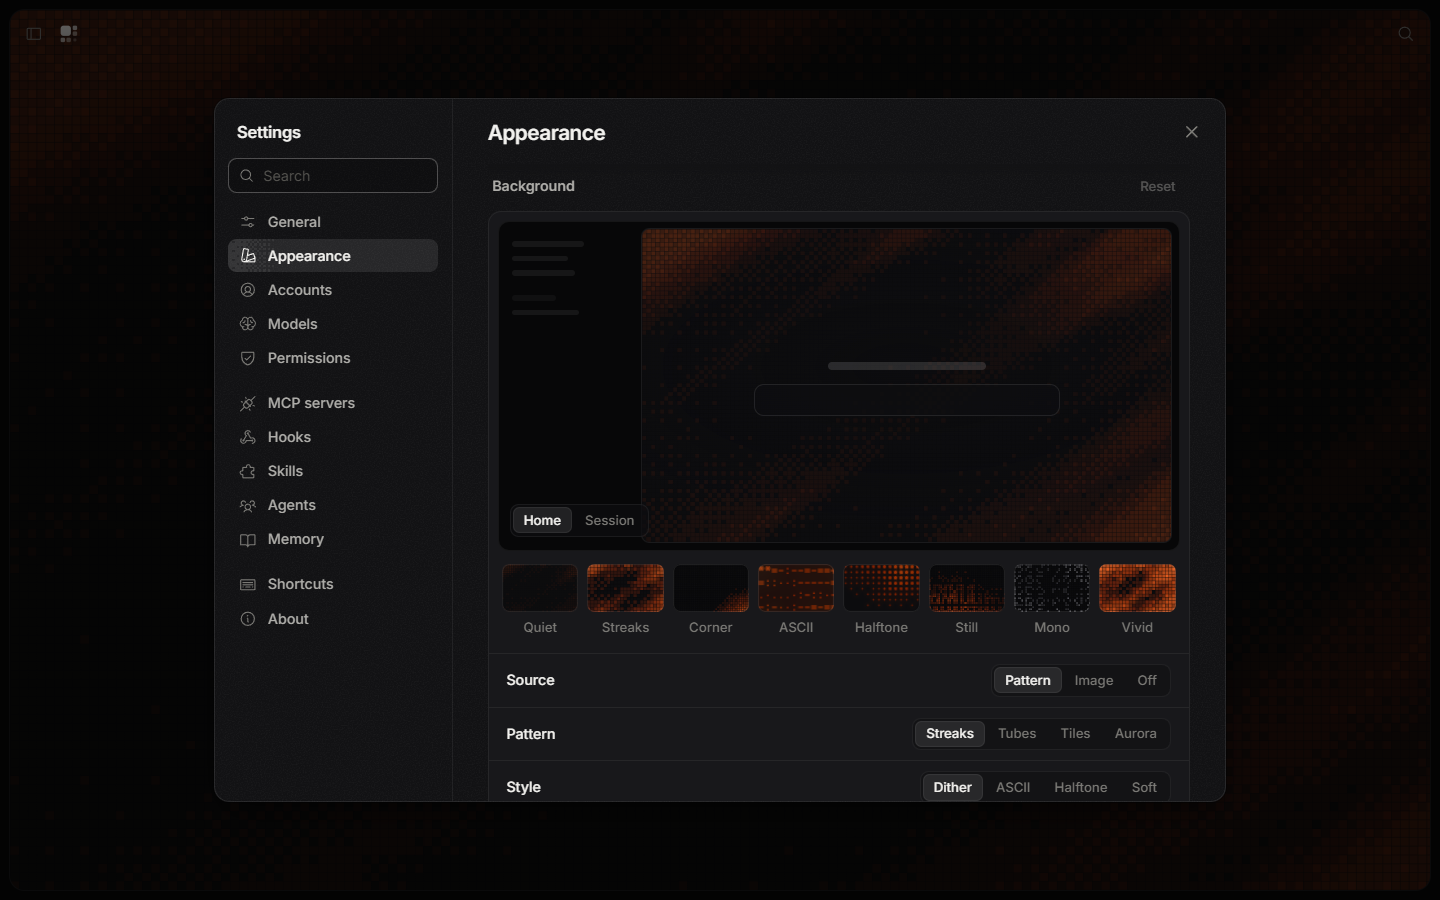 Settings
Search
General
Appearance
Accounts
Models
Permissions
MCP servers
Hooks
Skills
Agents
Memory
Shortcuts
About
Appearance
Background
Reset
Home
Session
Quiet
Streaks
Corner
ASCII
Halftone
Still
Mono
Vivid
Source
Pattern
Image
Off
Pattern
Streaks
Tubes
Tiles
Aurora
Style
Dither
ASCII
Halftone
Soft